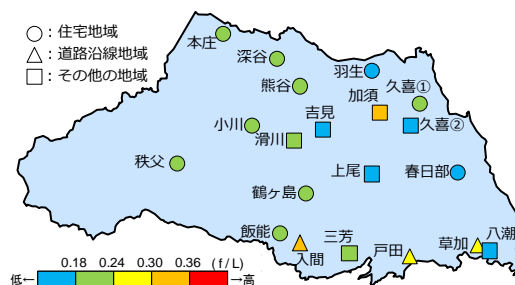 ○：住宅地域
△：道路沿線地域
□：その他の地域
本庄
深谷
熊谷
羽生
加須
久喜①
久喜②
小川
滑川
吉見
秩父
上尾
春日部
鶴ヶ島
飯能
入間
三芳
戸田
草加
八潮
0.18 0.24 0.30 0.36 (f/L)
低← →高